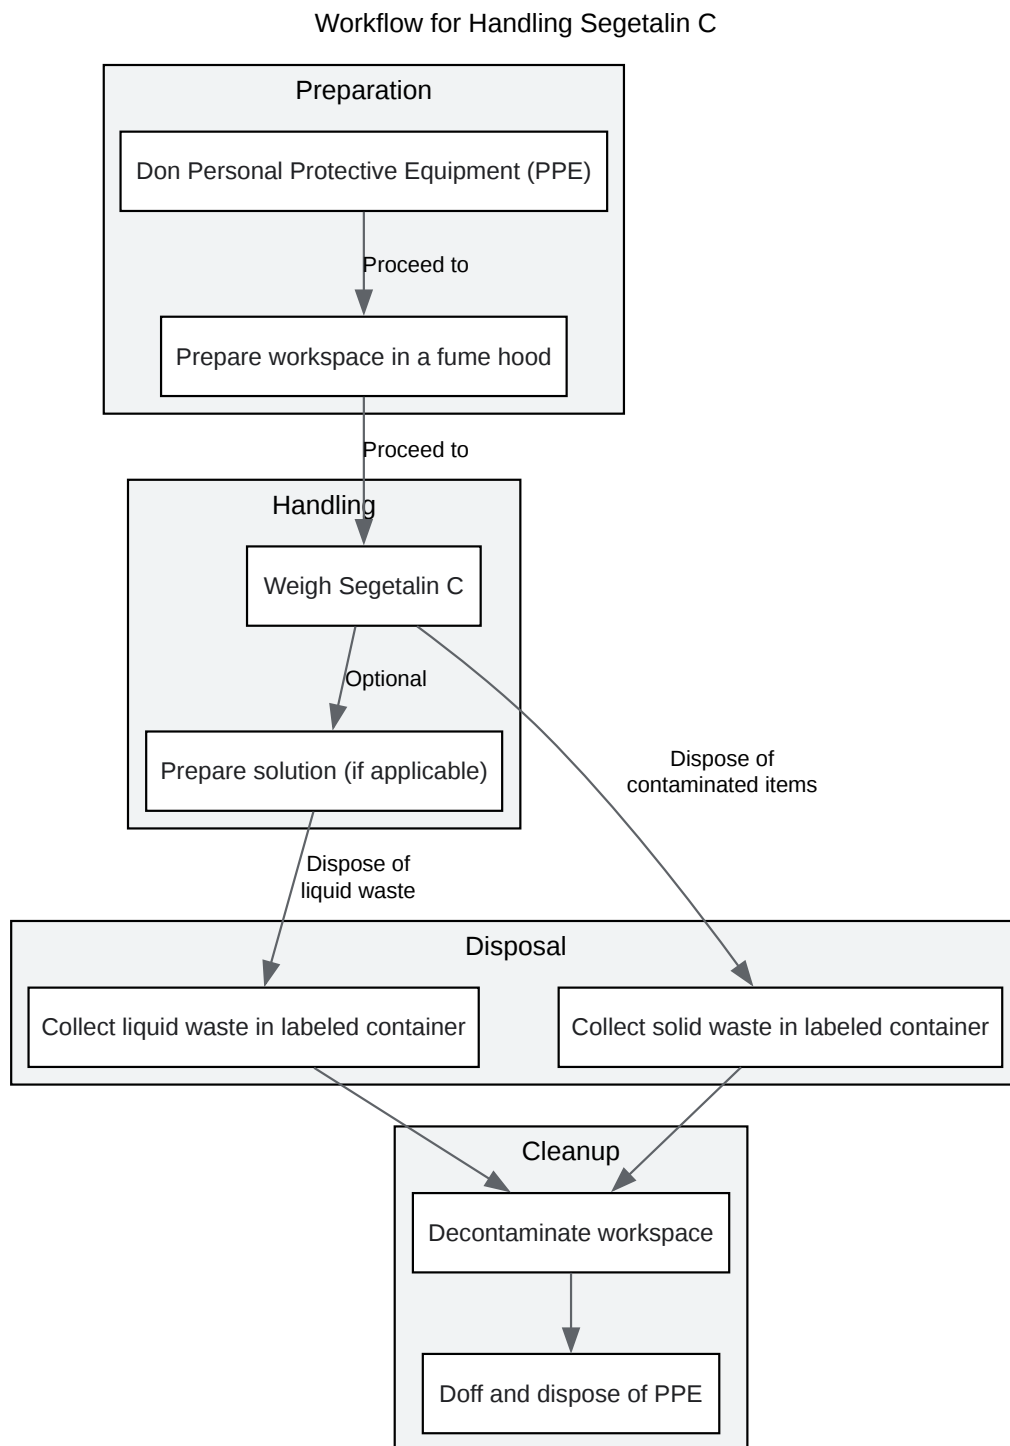 Workflow for Handling Segetalin C
Preparation
Don Personal Protective Equipment (PPE)
Proceed to
Prepare workspace in a fume hood
Proceed to
Handling
Weigh Segetalin C
Optional
Prepare solution (if applicable)
Dispose of
contaminated items
Dispose of
liquid waste
Disposal
Collect liquid waste in labeled container
Collect solid waste in labeled container
Cleanup
Decontaminate workspace
Doff and dispose of PPE